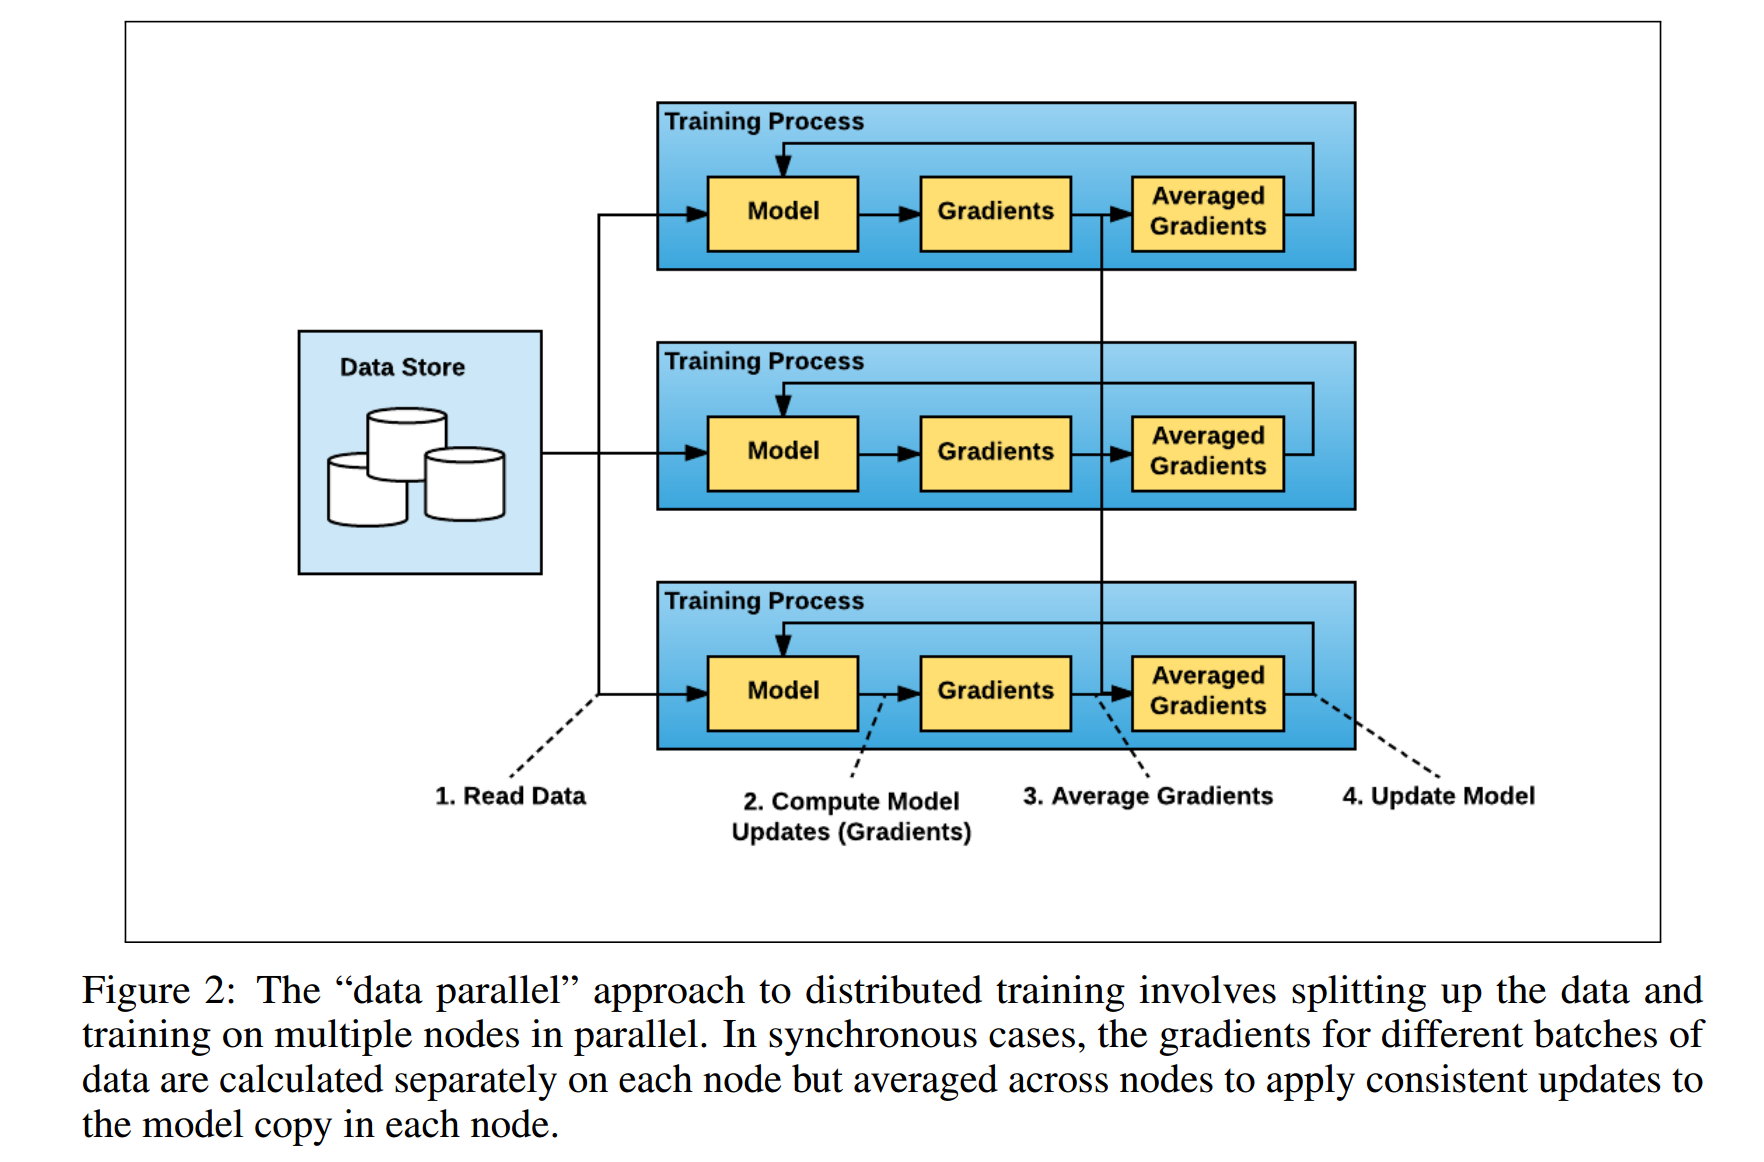 Training Process
Model
Gradients
Averaged
Gradients
Data Store
Training Process
Model
Gradients
Averaged
Gradients
Training Process
Model
Gradients
Averaged
Gradients
1. Read Data
2. Compute Model
Updates (Gradients)
3. Average Gradients
4. Update Model
Figure 2: The “data parallel” approach to distributed training involves splitting up the data and
training on multiple nodes in parallel. In synchronous cases, the gradients for different batches of
data are calculated separately on each node but averaged across nodes to apply consistent updates to
the model copy in each node.